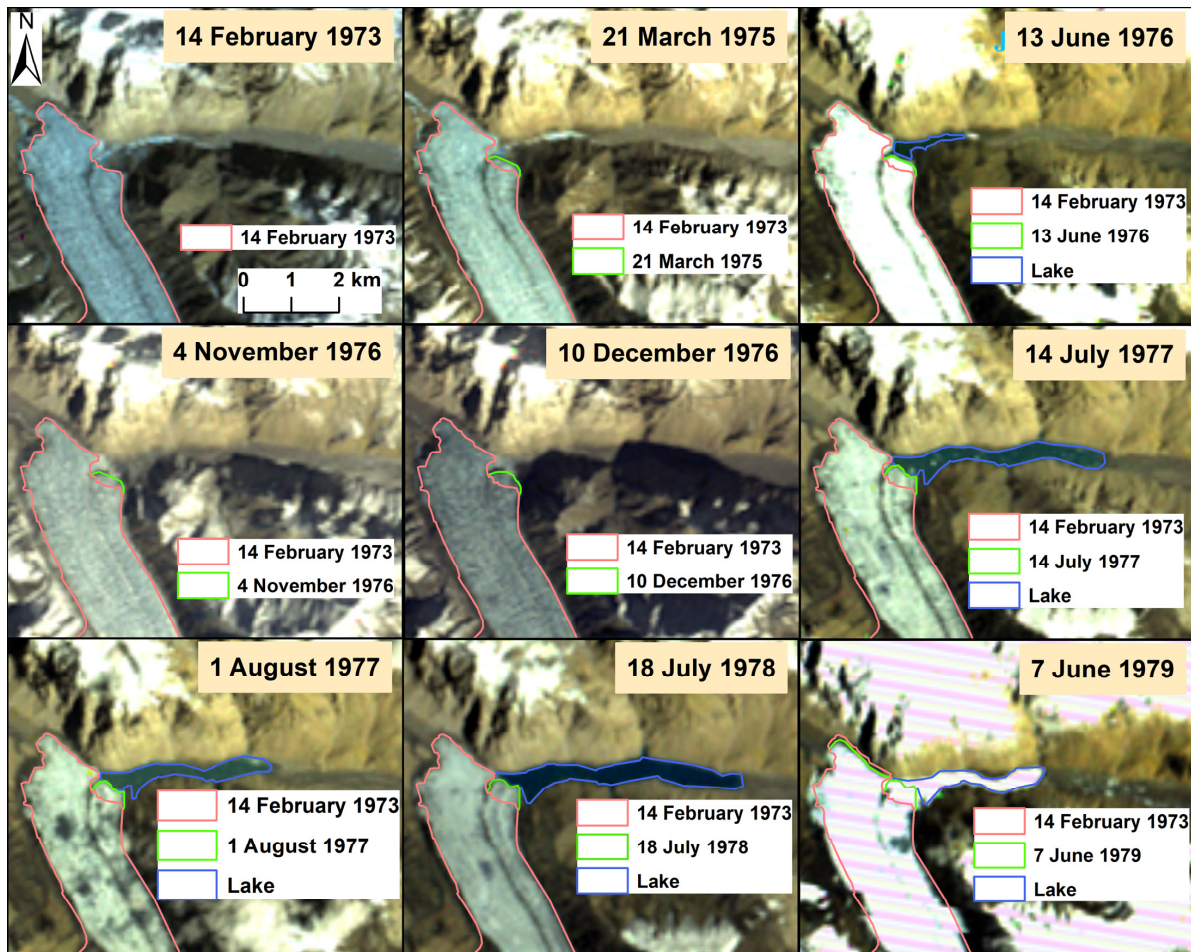 N
14 February 1973
14 February 1973
0 1 2 km
21 March 1975
14 February 1973
21 March 1975
J
13 June 1976
14 February 1973
13 June 1976
Lake
4 November 1976
14 February 1973
4 November 1976
10 December 1976
14 February 1973
10 December 1976
14 July 1977
14 February 1973
14 July 1977
Lake
1 August 1977
14 February 1973
1 August 1977
Lake
18 July 1978
14 February 1973
18 July 1978
Lake
7 June 1979
14 February 1973
7 June 1979
Lake